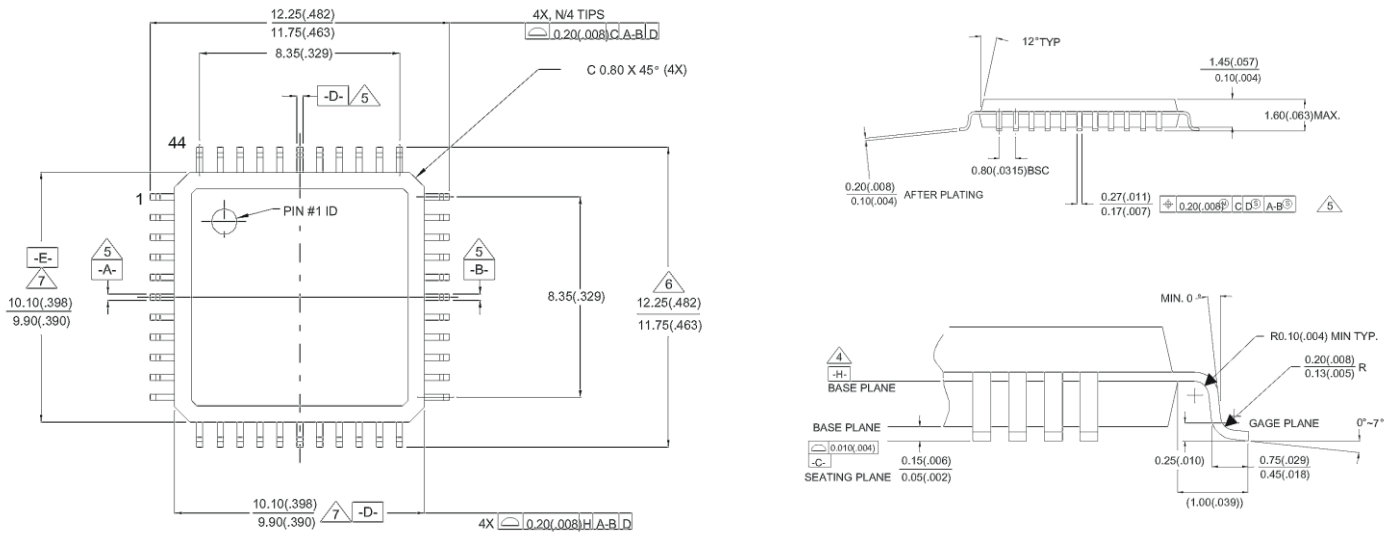 12.25(.482)
11.75(.463)
8.35(.329)
4X, N/4 TIPS
0.20(.008) C A-B D
C 0.80 X 45° (4X)
-D- 5
44
1
PIN #1 ID
-E-
7
10.10(.398)
9.90(.390)
5
-A-
5
-B-
8.35(.329)
6
12.25(.482)
11.75(.463)
10.10(.398)
9.90(.390)
7 -D-
4X 0.20(.008) H A-B D
12°TYP
1.45(.057)
0.10(.004)
1.60(.063)MAX.
0.80(.0315)BSC
0.20(.008)
0.10(.004)
AFTER PLATING
0.27(.011)
0.17(.007)
0.20(.008)Ⓜ C DⓈ A-BⓈ
5
MIN. 0°
R0.10(.004) MIN TYP.
0.20(.008)
0.13(.005)
R
4
-H-
BASE PLANE
BASE PLANE
0.010(.004)
-C-
SEATING PLANE
0.15(.006)
0.05(.002)
GAGE PLANE
0°~7°
0.25(.010)
0.75(.029)
0.45(.018)
(1.00(.039))